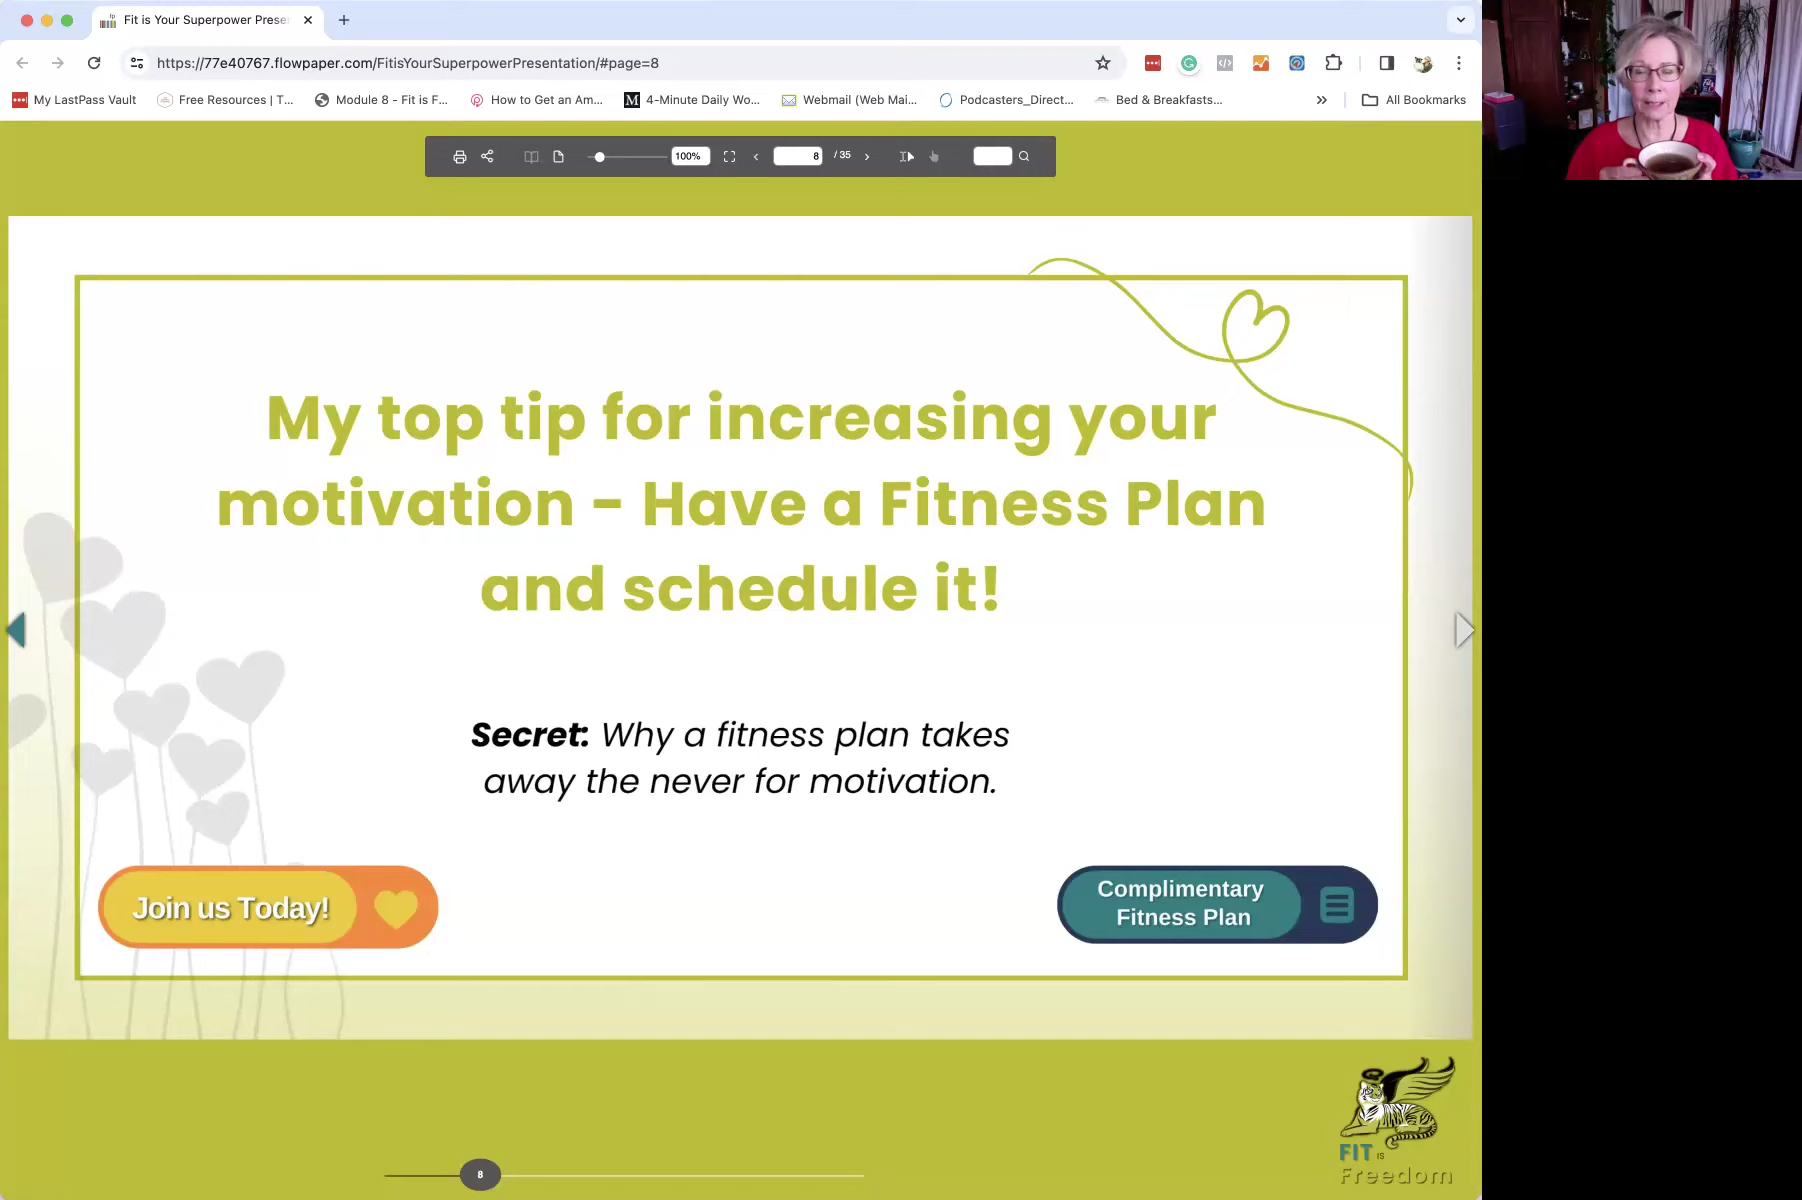 Fit is Your Superpower Prese
https://77e40767.flowpaper.com/FitisYourSuperpowerPresentation/#page=8
My LastPass Vault
Free Resources | T...
Module 8 - Fit is F...
How to Get an Am...
4-Minute Daily Wo...
Webmail (Web Mai...
Podcasters_Direct...
Bed & Breakfasts...
All Bookmarks
100%
8
/ 35
My top tip for increasing your
motivation - Have a Fitness Plan
and schedule it!
Secret: Why a fitness plan takes
away the never for motivation.
Join us Today!
Complimentary
Fitness Plan
FIT IS
Freedom
8